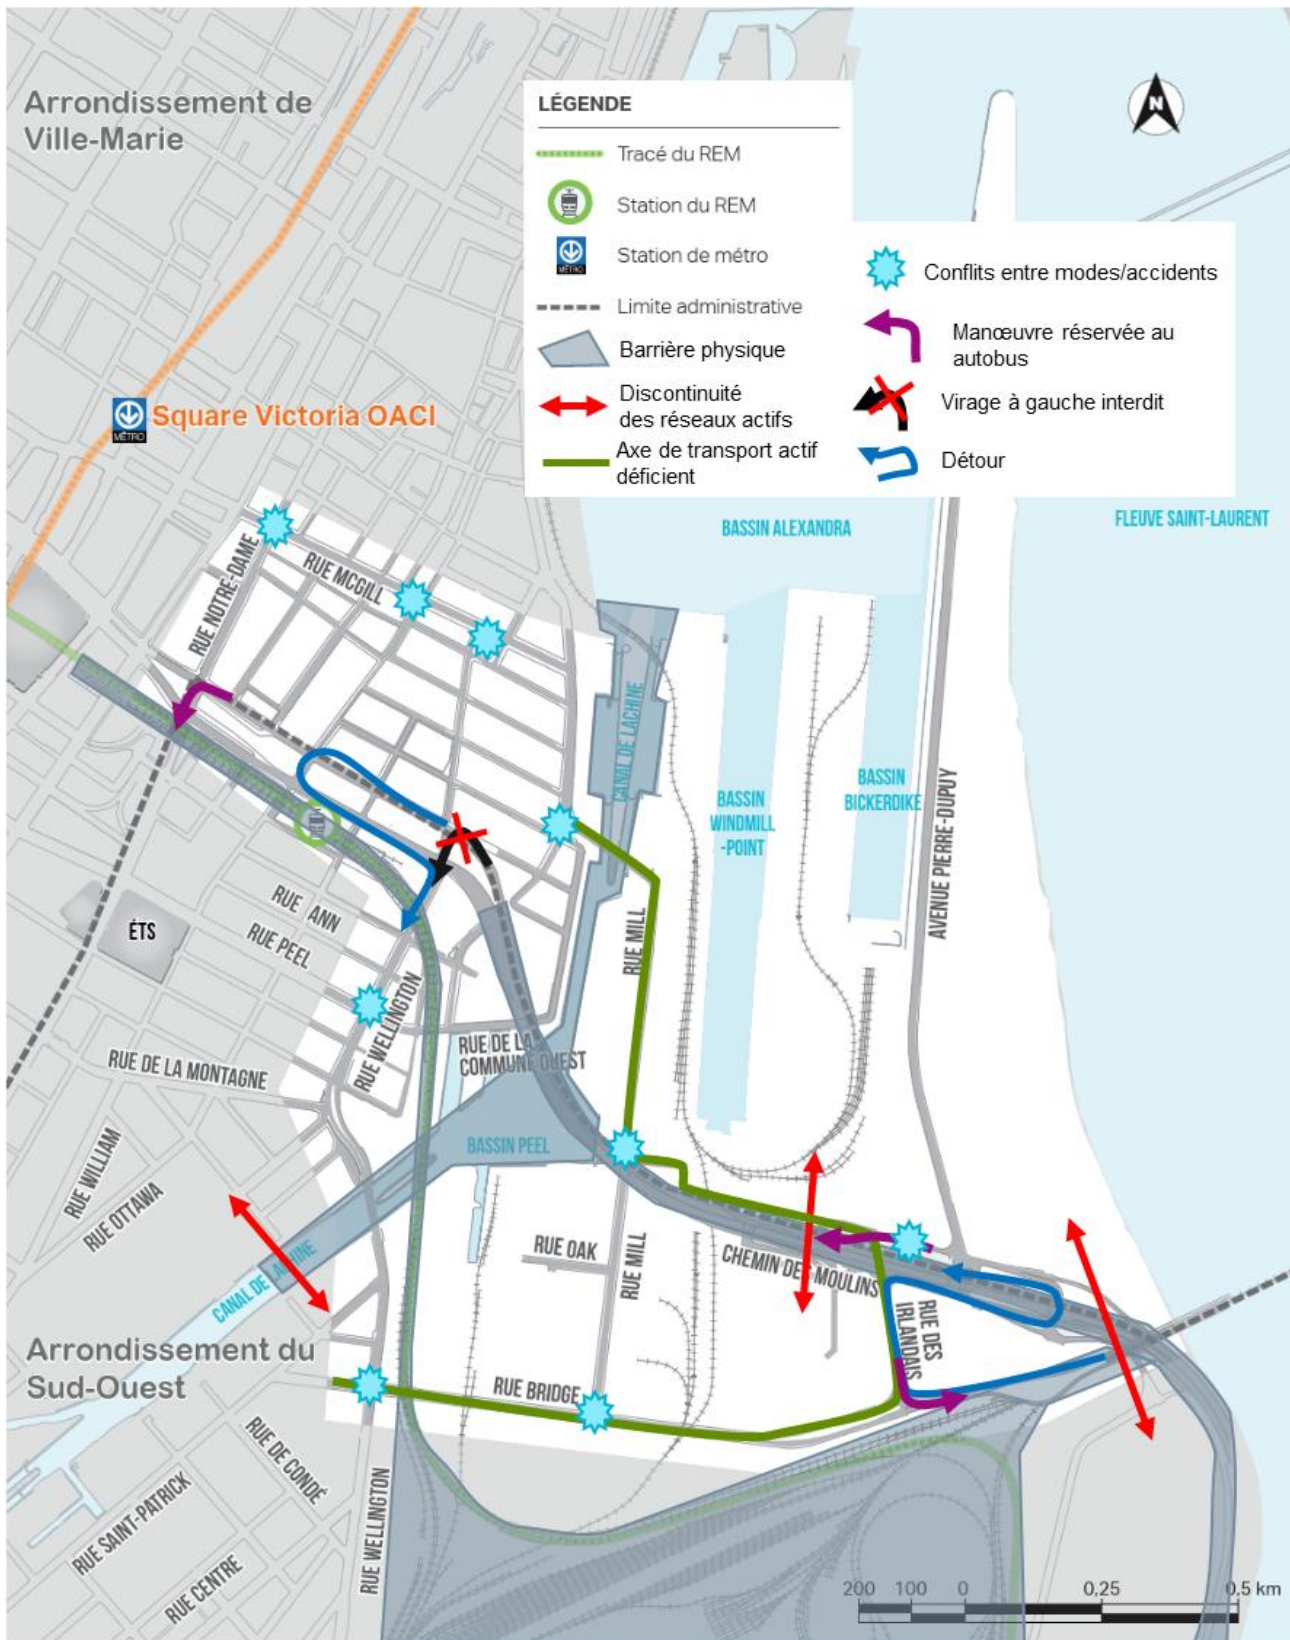 Arrondissement de
Ville-Marie
LÉGENDE
Tracé du REM
Station du REM
MÉTRO
Station de métro
Limite administrative
Barrière physique
Discontinuité
des réseaux actifs
Axe de transport actif
déficient
Conflits entre modes/accidents
Manœuvre réservée au
autobus
Virage à gauche interdit
Détour
N
MÉTRO
Square Victoria OACI
BASSIN ALEXANDRA
FLEUVE SAINT-LAURENT
RUE NOTRE-DAME
RUE MCGILL
CANAL DE LACHINE
BASSIN
WINDMILL
-POINT
BASSIN
BICKERDIKE
AVENUE PIERRE-DUPUY
RUE ANN
RUE PEEL
ÉTS
RUE MILL
RUE WELLINGTON
RUE DE LA
COMMUNE OUEST
RUE DE LA MONTAGNE
BASSIN PEEL
RUE WILLIAM
RUE OTTAWA
CANAL DE LACHINE
RUE OAK
RUE MILL
CHEMIN DES MOULINS
RUE DES
IRLANDAIS
Arrondissement du
Sud-Ouest
RUE BRIDGE
RUE DE CONDÉ
RUE SAINT-PATRICK
RUE CENTRE
RUE WELLINGTON
200 100 0 0,25 0,5 km